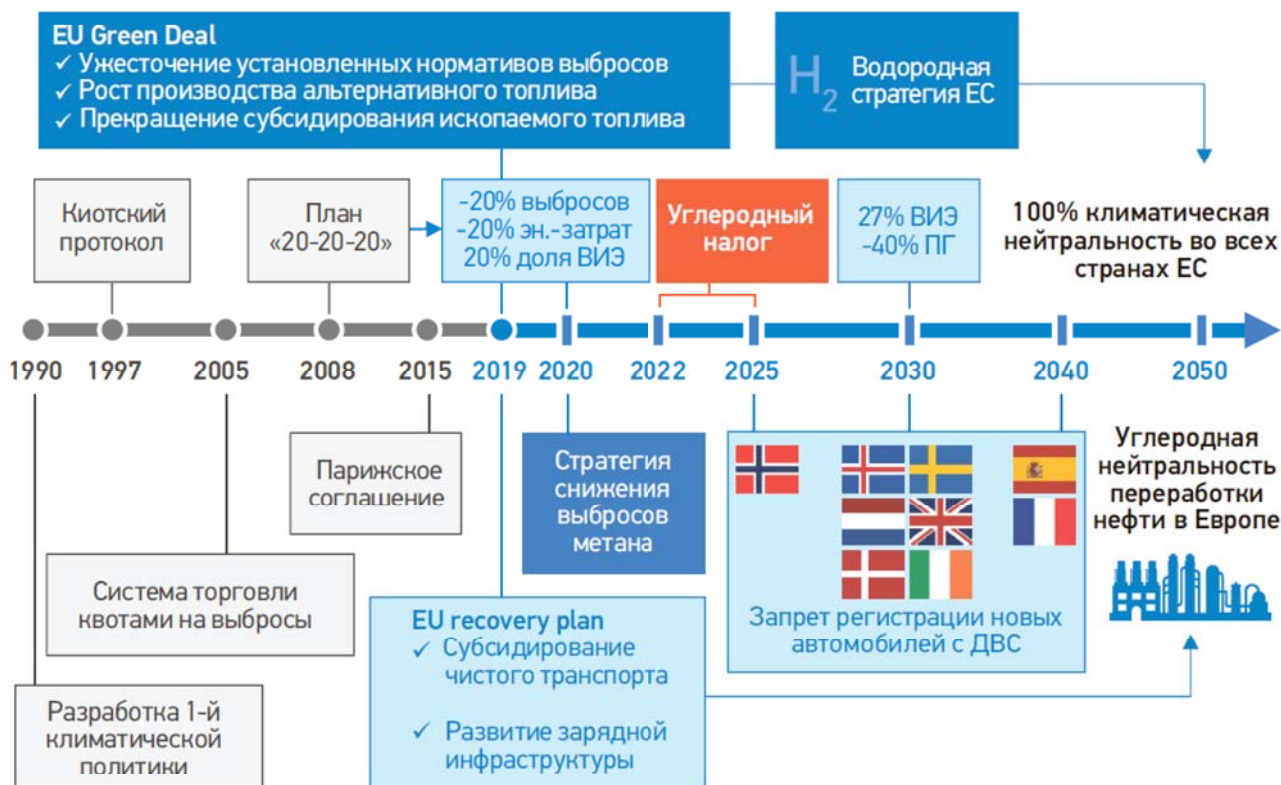 EU Green Deal
✓ Ужесточение установленных нормативов выбросов
✓ Рост производства альтернативного топлива
✓ Прекращение субсидирования ископаемого топлива
H2
Водородная
стратегия ЕС
Киотский
протокол
План
«20-20-20»
-20% выбросов
-20% эн.-затрат
20% доля ВИЭ
Углеродный
налог
27% ВИЭ
-40% ПГ
100% климатическая
нейтральность во всех
странах ЕС
1990 1997 2005 2008 2015 2019 2020 2022 2025 2030 2040 2050
Парижское
соглашение
Стратегия
снижения
выбросов
метана
Запрет регистрации новых
автомобилей с ДВС
Углеродная
нейтральность
переработки
нефти в Европе
Система торговли
квотами на выбросы
EU recovery plan
✓ Субсидирование
чистого транспорта
✓ Развитие зарядной
инфраструктуры
Разработка 1-й
климатической
политики